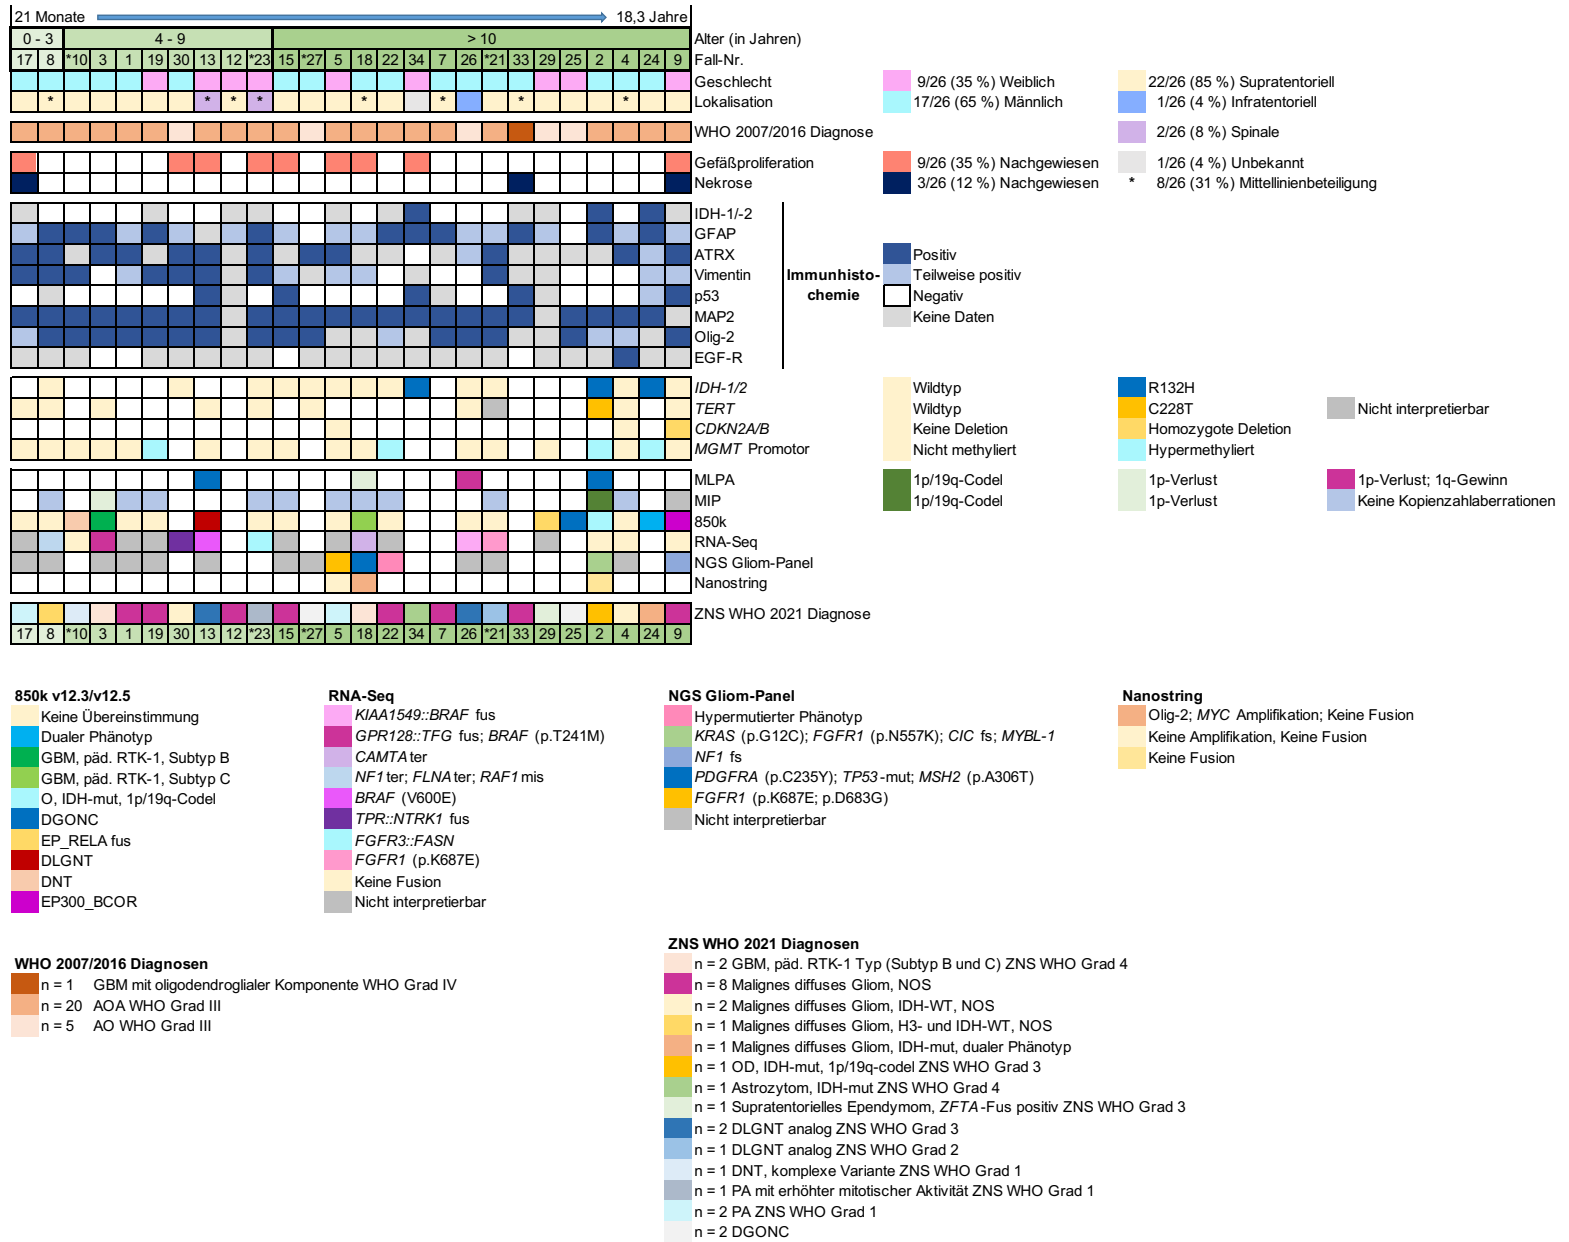 21 Monate 18,3 Jahre
0 - 3 4 - 9 > 10 Alter (in Jahren)
17 8 *10 3 1 19 30 13 12 *23 15 *27 5 18 22 34 7 26 *21 33 29 25 2 4 24 9 Fall-Nr.
Geschlecht 9/26 (35 %) Weiblich 22/26 (85 %) Supratentoriell
* * * * * * * * Lokalisation 17/26 (65 %) Männlich 1/26 (4 %) Infratentoriell
WHO 2007/2016 Diagnose 2/26 (8 %) Spinale
Gefäßproliferation 9/26 (35 %) Nachgewiesen 1/26 (4 %) Unbekannt
Nekrose 3/26 (12 %) Nachgewiesen * 8/26 (31 %) Mittellinienbeteiligung
IDH-1/-2
GFAP
ATRX Positiv
Vimentin Immunhisto- Teilweise positiv
p53 chemie Negativ
MAP2 Keine Daten
Olig-2
EGF-R
IDH-1/2 Wildtyp R132H
TERT Wildtyp C228T Nicht interpretierbar
CDKN2A/B Keine Deletion Homozygote Deletion
MGMT Promotor Nicht methyliert Hypermethyliert
MLPA 1p/19q-Codel 1p-Verlust 1p-Verlust; 1q-Gewinn
MIP 1p/19q-Codel 1p-Verlust Keine Kopienzahlaberrationen
850k
RNA-Seq
NGS Gliom-Panel
Nanostring
ZNS WHO 2021 Diagnose
17 8 *10 3 1 19 30 13 12 *23 15 *27 5 18 22 34 7 26 *21 33 29 25 2 4 24 9
850k v12.3/v12.5
Keine Übereinstimmung
Dualer Phänotyp
GBM, päd. RTK-1, Subtyp B
GBM, päd. RTK-1, Subtyp C
O, IDH-mut, 1p/19q-Codel
DGONC
EP_RELA fus
DLGNT
DNT
EP300_BCOR
RNA-Seq
KIAA1549::BRAF fus
GPR128::TFG fus; BRAF (p.T241M)
CAMTA ter
NF1 ter; FLNA ter; RAF1 mis
BRAF (V600E)
TPR::NTRK1 fus
FGFR3::FASN
FGFR1 (p.K687E)
Keine Fusion
Nicht interpretierbar
NGS Gliom-Panel
Hypermutierter Phänotyp
KRAS (p.G12C); FGFR1 (p.N557K); CIC fs; MYBL-1
NF1 fs
PDGFRA (p.C235Y); TP53-mut; MSH2 (p.A306T)
FGFR1 (p.K687E; p.D683G)
Nicht interpretierbar
Nanostring
Olig-2; MYC Amplifikation; Keine Fusion
Keine Amplifikation, Keine Fusion
Keine Fusion
WHO 2007/2016 Diagnosen
n = 1 GBM mit oligodendroglialer Komponente WHO Grad IV
n = 20 AOA WHO Grad III
n = 5 AO WHO Grad III
ZNS WHO 2021 Diagnosen
n = 2 GBM, päd. RTK-1 Typ (Subtyp B und C) ZNS WHO Grad 4
n = 8 Malignes diffuses Gliom, NOS
n = 2 Malignes diffuses Gliom, IDH-WT, NOS
n = 1 Malignes diffuses Gliom, H3- und IDH-WT, NOS
n = 1 Malignes diffuses Gliom, IDH-mut, dualer Phänotyp
n = 1 OD, IDH-mut, 1p/19q-codel ZNS WHO Grad 3
n = 1 Astrozytom, IDH-mut ZNS WHO Grad 4
n = 1 Supratentorielles Ependymom, ZFTA-Fus positiv ZNS WHO Grad 3
n = 2 DLGNT analog ZNS WHO Grad 3
n = 1 DLGNT analog ZNS WHO Grad 2
n = 1 DNT, komplexe Variante ZNS WHO Grad 1
n = 1 PA mit erhöhter mitotischer Aktivität ZNS WHO Grad 1
n = 2 PA ZNS WHO Grad 1
n = 2 DGONC